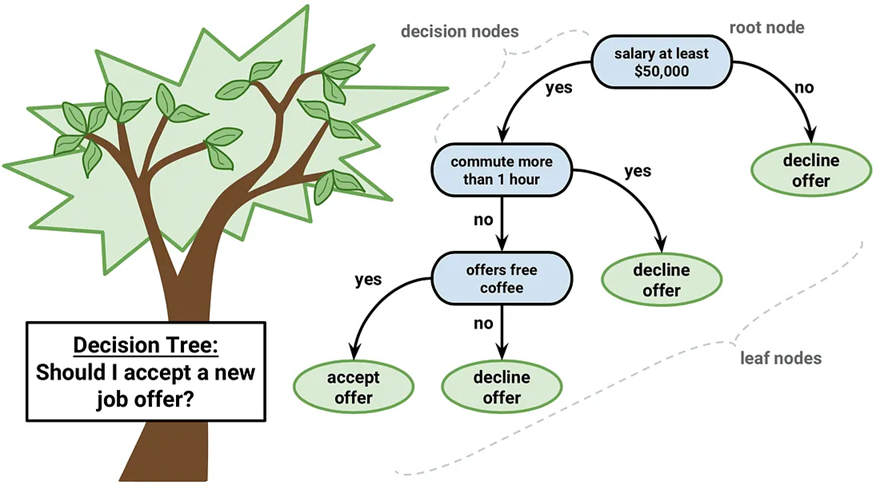 decision nodes
root node
salary at least
$50,000
yes
no
commute more
than 1 hour
decline
offer
yes
no
offers free
coffee
decline
offer
yes
no
Decision Tree:
Should I accept a new
job offer?
accept
offer
decline
offer
leaf nodes